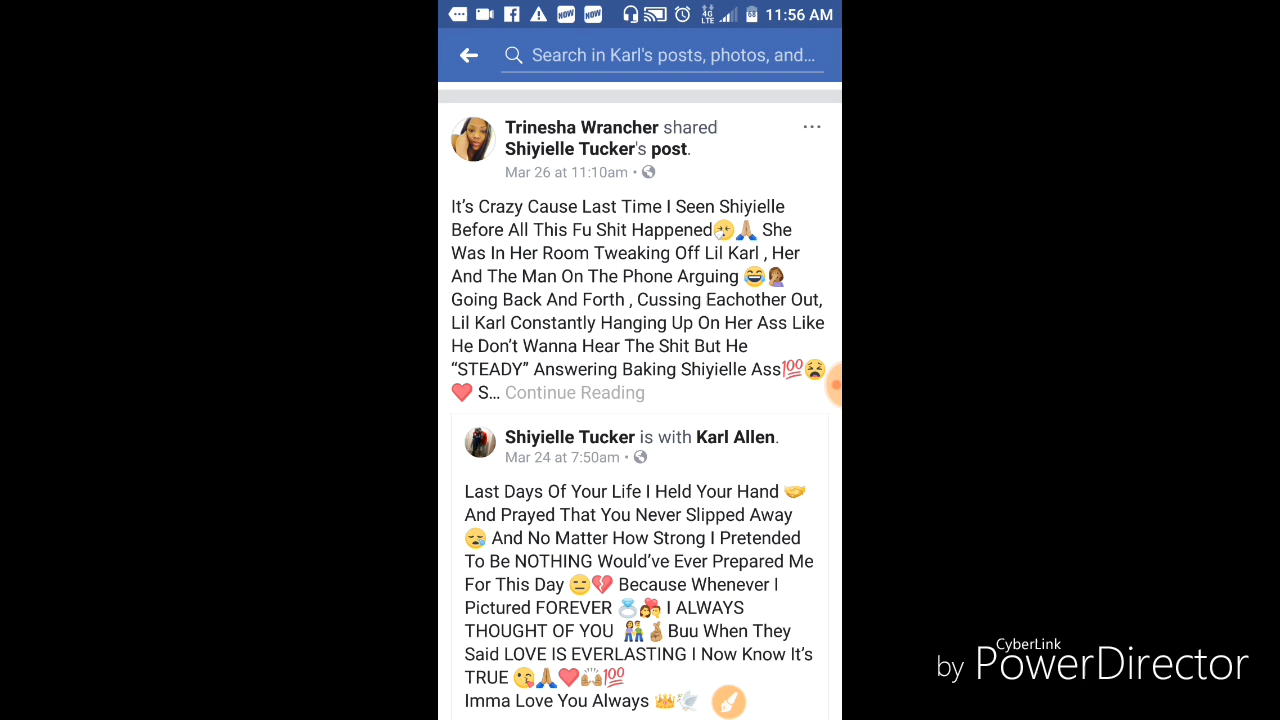 NOW NOW 4G LTE 68 11:56 AM
Search in Karl's posts, photos, and...
Trinesha Wrancher shared
Shiyielle Tucker's post.
Mar 26 at 11:10am •
It's Crazy Cause Last Time I Seen Shiyielle
Before All This Fu Shit Happened🤧🙏🏽 She
Was In Her Room Tweaking Off Lil Karl , Her
And The Man On The Phone Arguing 😂🤦🏽‍♀️
Going Back And Forth , Cussing Eachother Out,
Lil Karl Constantly Hanging Up On Her Ass Like
He Don't Wanna Hear The Shit But He
“STEADY” Answering Baking Shiyielle Ass💯😫
❤️ S... Continue Reading
Shiyielle Tucker is with Karl Allen.
Mar 24 at 7:50am •
Last Days Of Your Life I Held Your Hand 🤝
And Prayed That You Never Slipped Away
😪 And No Matter How Strong I Pretended
To Be NOTHING Would've Ever Prepared Me
For This Day 😑💔 Because Whenever I
Pictured FOREVER 💍💏 I ALWAYS
THOUGHT OF YOU 👫🤞🏽Buu When They
Said LOVE IS EVERLASTING I Now Know It's
TRUE 😘🙏🏽❤️🙌🏽💯
Imma Love You Always 👑🕊️
CyberLink
by PowerDirector